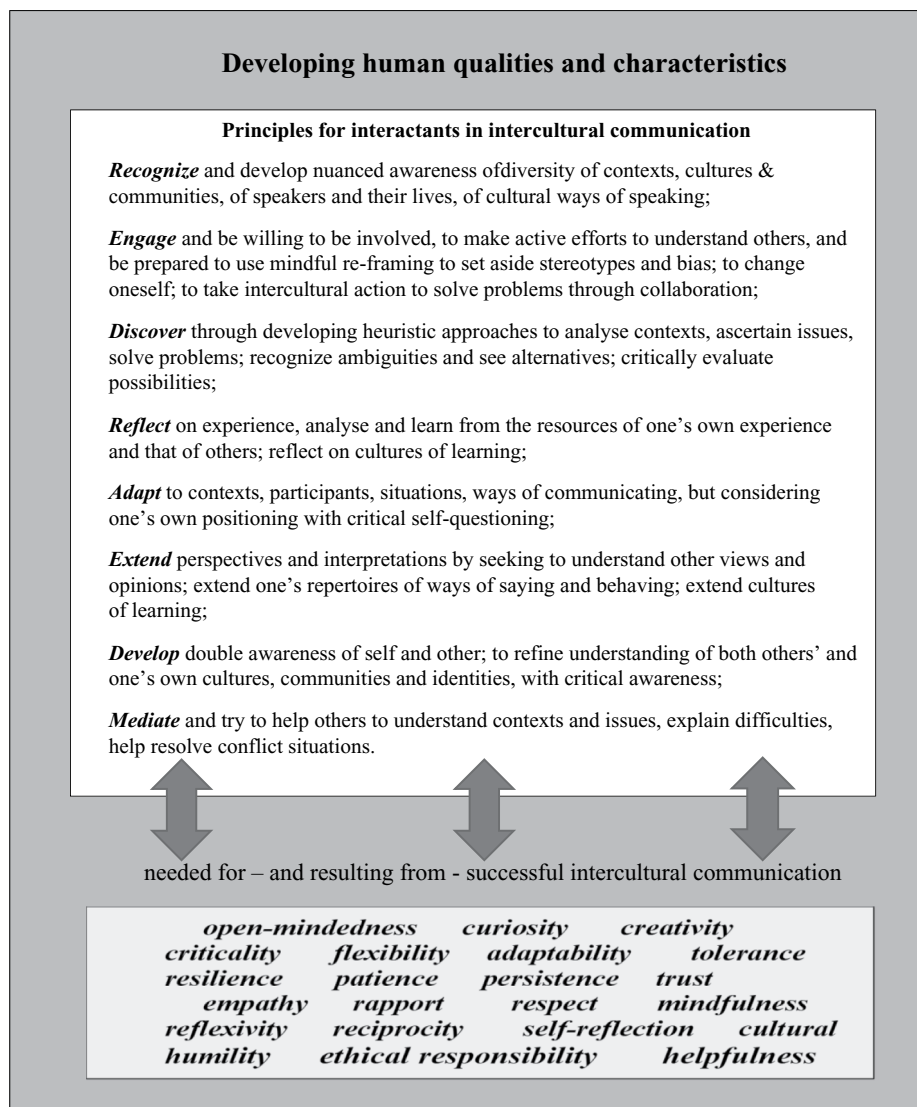 Developing human qualities and characteristics
Principles for interactants in intercultural communication
Recognize and develop nuanced awareness ofdiversity of contexts, cultures &
communities, of speakers and their lives, of cultural ways of speaking;
Engage and be willing to be involved, to make active efforts to understand others, and
be prepared to use mindful re-framing to set aside stereotypes and bias; to change
oneself; to take intercultural action to solve problems through collaboration;
Discover through developing heuristic approaches to analyse contexts, ascertain issues,
solve problems; recognize ambiguities and see alternatives; critically evaluate
possibilities;
Reflect on experience, analyse and learn from the resources of one’s own experience
and that of others; reflect on cultures of learning;
Adapt to contexts, participants, situations, ways of communicating, but considering
one’s own positioning with critical self-questioning;
Extend perspectives and interpretations by seeking to understand other views and
opinions; extend one’s repertoires of ways of saying and behaving; extend cultures
of learning;
Develop double awareness of self and other; to refine understanding of both others’ and
one’s own cultures, communities and identities, with critical awareness;
Mediate and try to help others to understand contexts and issues, explain difficulties,
help resolve conflict situations.
needed for – and resulting from - successful intercultural communication
open-mindedness curiosity creativity
criticality flexibility adaptability tolerance
resilience patience persistence trust
empathy rapport respect mindfulness
reflexivity reciprocity self-reflection cultural
humility ethical responsibility helpfulness